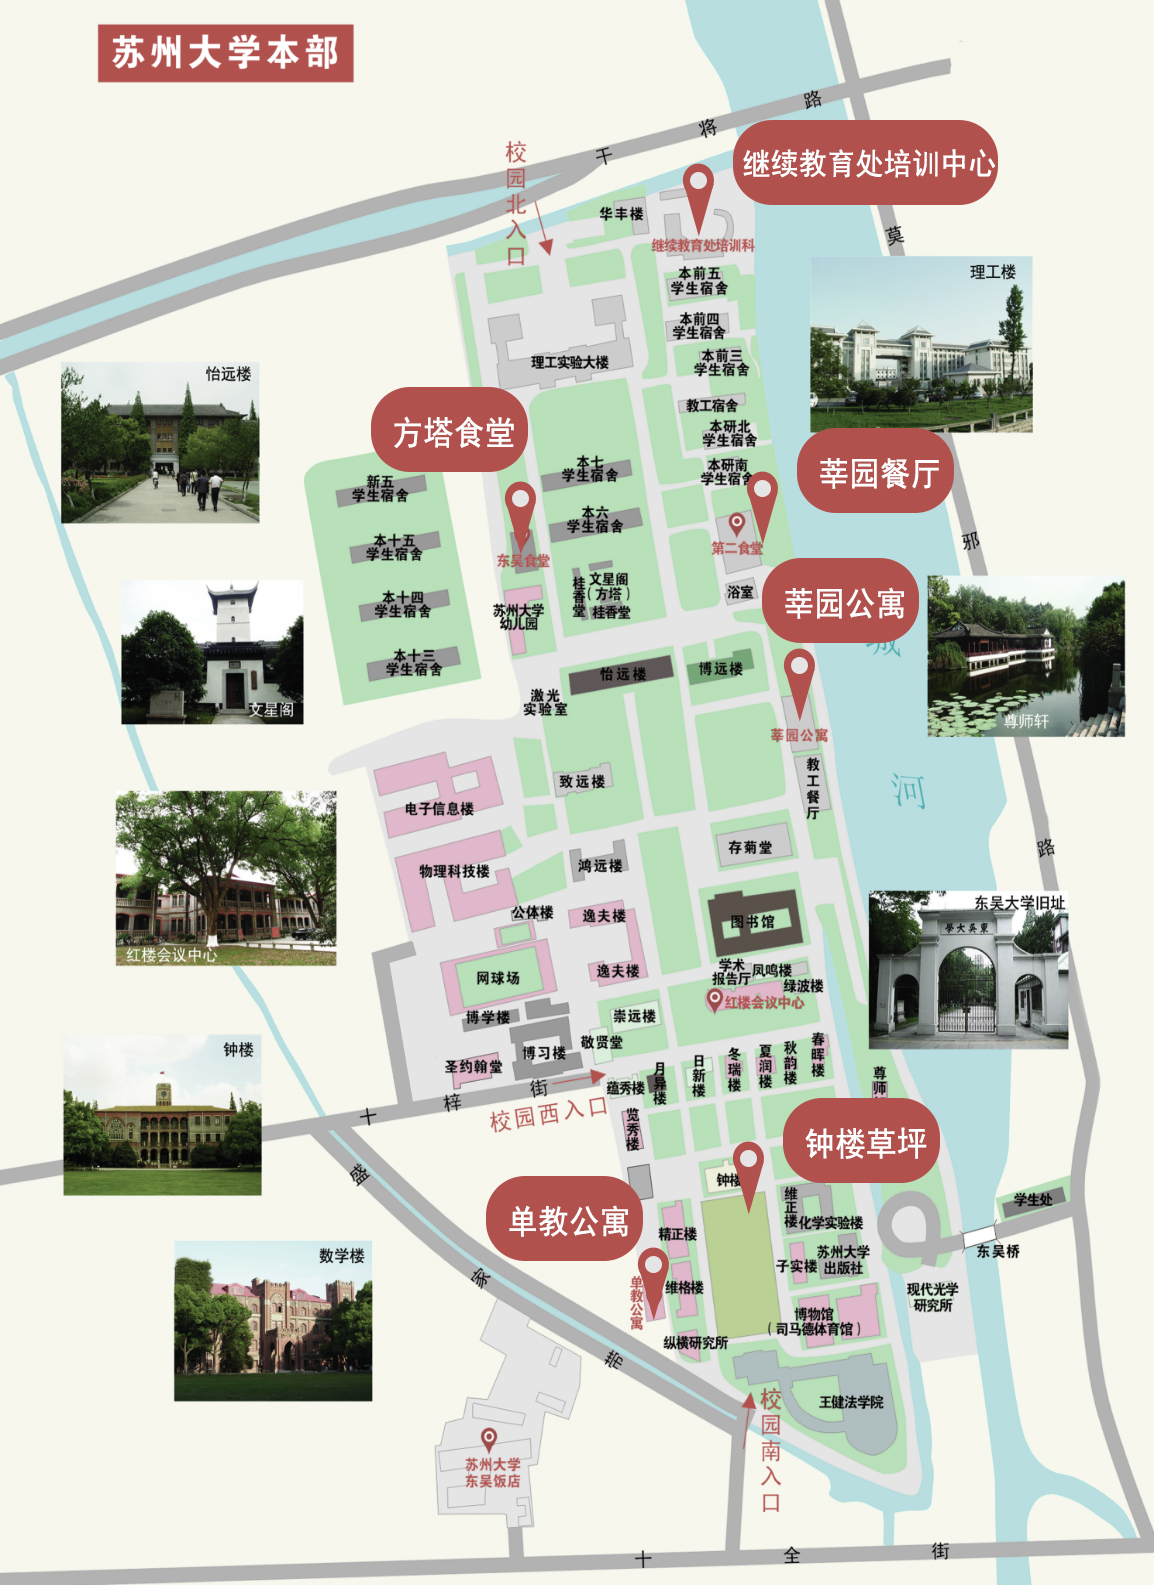 苏州大学本部
干将路
校园北入口
继续教育处培训中心
华丰楼
继续教育处培训科
莫邪路
本前五
学生宿舍
理工楼
本前四
学生宿舍
理工实验大楼
本前三
学生宿舍
怡远楼
教工宿舍
方塔食堂
本研北
学生宿舍
莘园餐厅
本七
学生宿舍
本研南
学生宿舍
新五
学生宿舍
本六
学生宿舍
本十五
学生宿舍
东吴食堂
第二食堂
文星阁
(方塔)
桂香堂
桂香堂
浴室
莘园公寓
本十四
学生宿舍
苏州大学
幼儿园
城河
本十三
学生宿舍
怡远楼
博远楼
文星阁
激光
实验室
尊师轩
莘园公寓
教工餐厅
致远楼
电子信息楼
存菊堂
物理科技楼
鸿远楼
公体楼
逸夫楼
图书馆
东吴大学旧址
學大吳東
红楼会议中心
网球场
逸夫楼
学术
报告厅
凤鸣楼
绿波楼
红楼会议中心
博学楼
崇远楼
敬贤堂
博习楼
圣约翰堂
钟楼
月异楼
日新楼
冬瑞楼
夏润楼
秋韵楼
春晖楼
尊师
蕴秀楼
十梓街
校园西入口
览秀楼
钟楼草坪
钟楼
盛家带
单教公寓
维正楼
化学实验楼
学生处
精正楼
子实楼
苏州大学
出版社
东吴桥
数学楼
单教公寓
维格楼
现代光学
研究所
博物馆
(司马德体育馆)
纵横研究所
王健法学院
校园南入口
苏州大学
东吴饭店
十全街